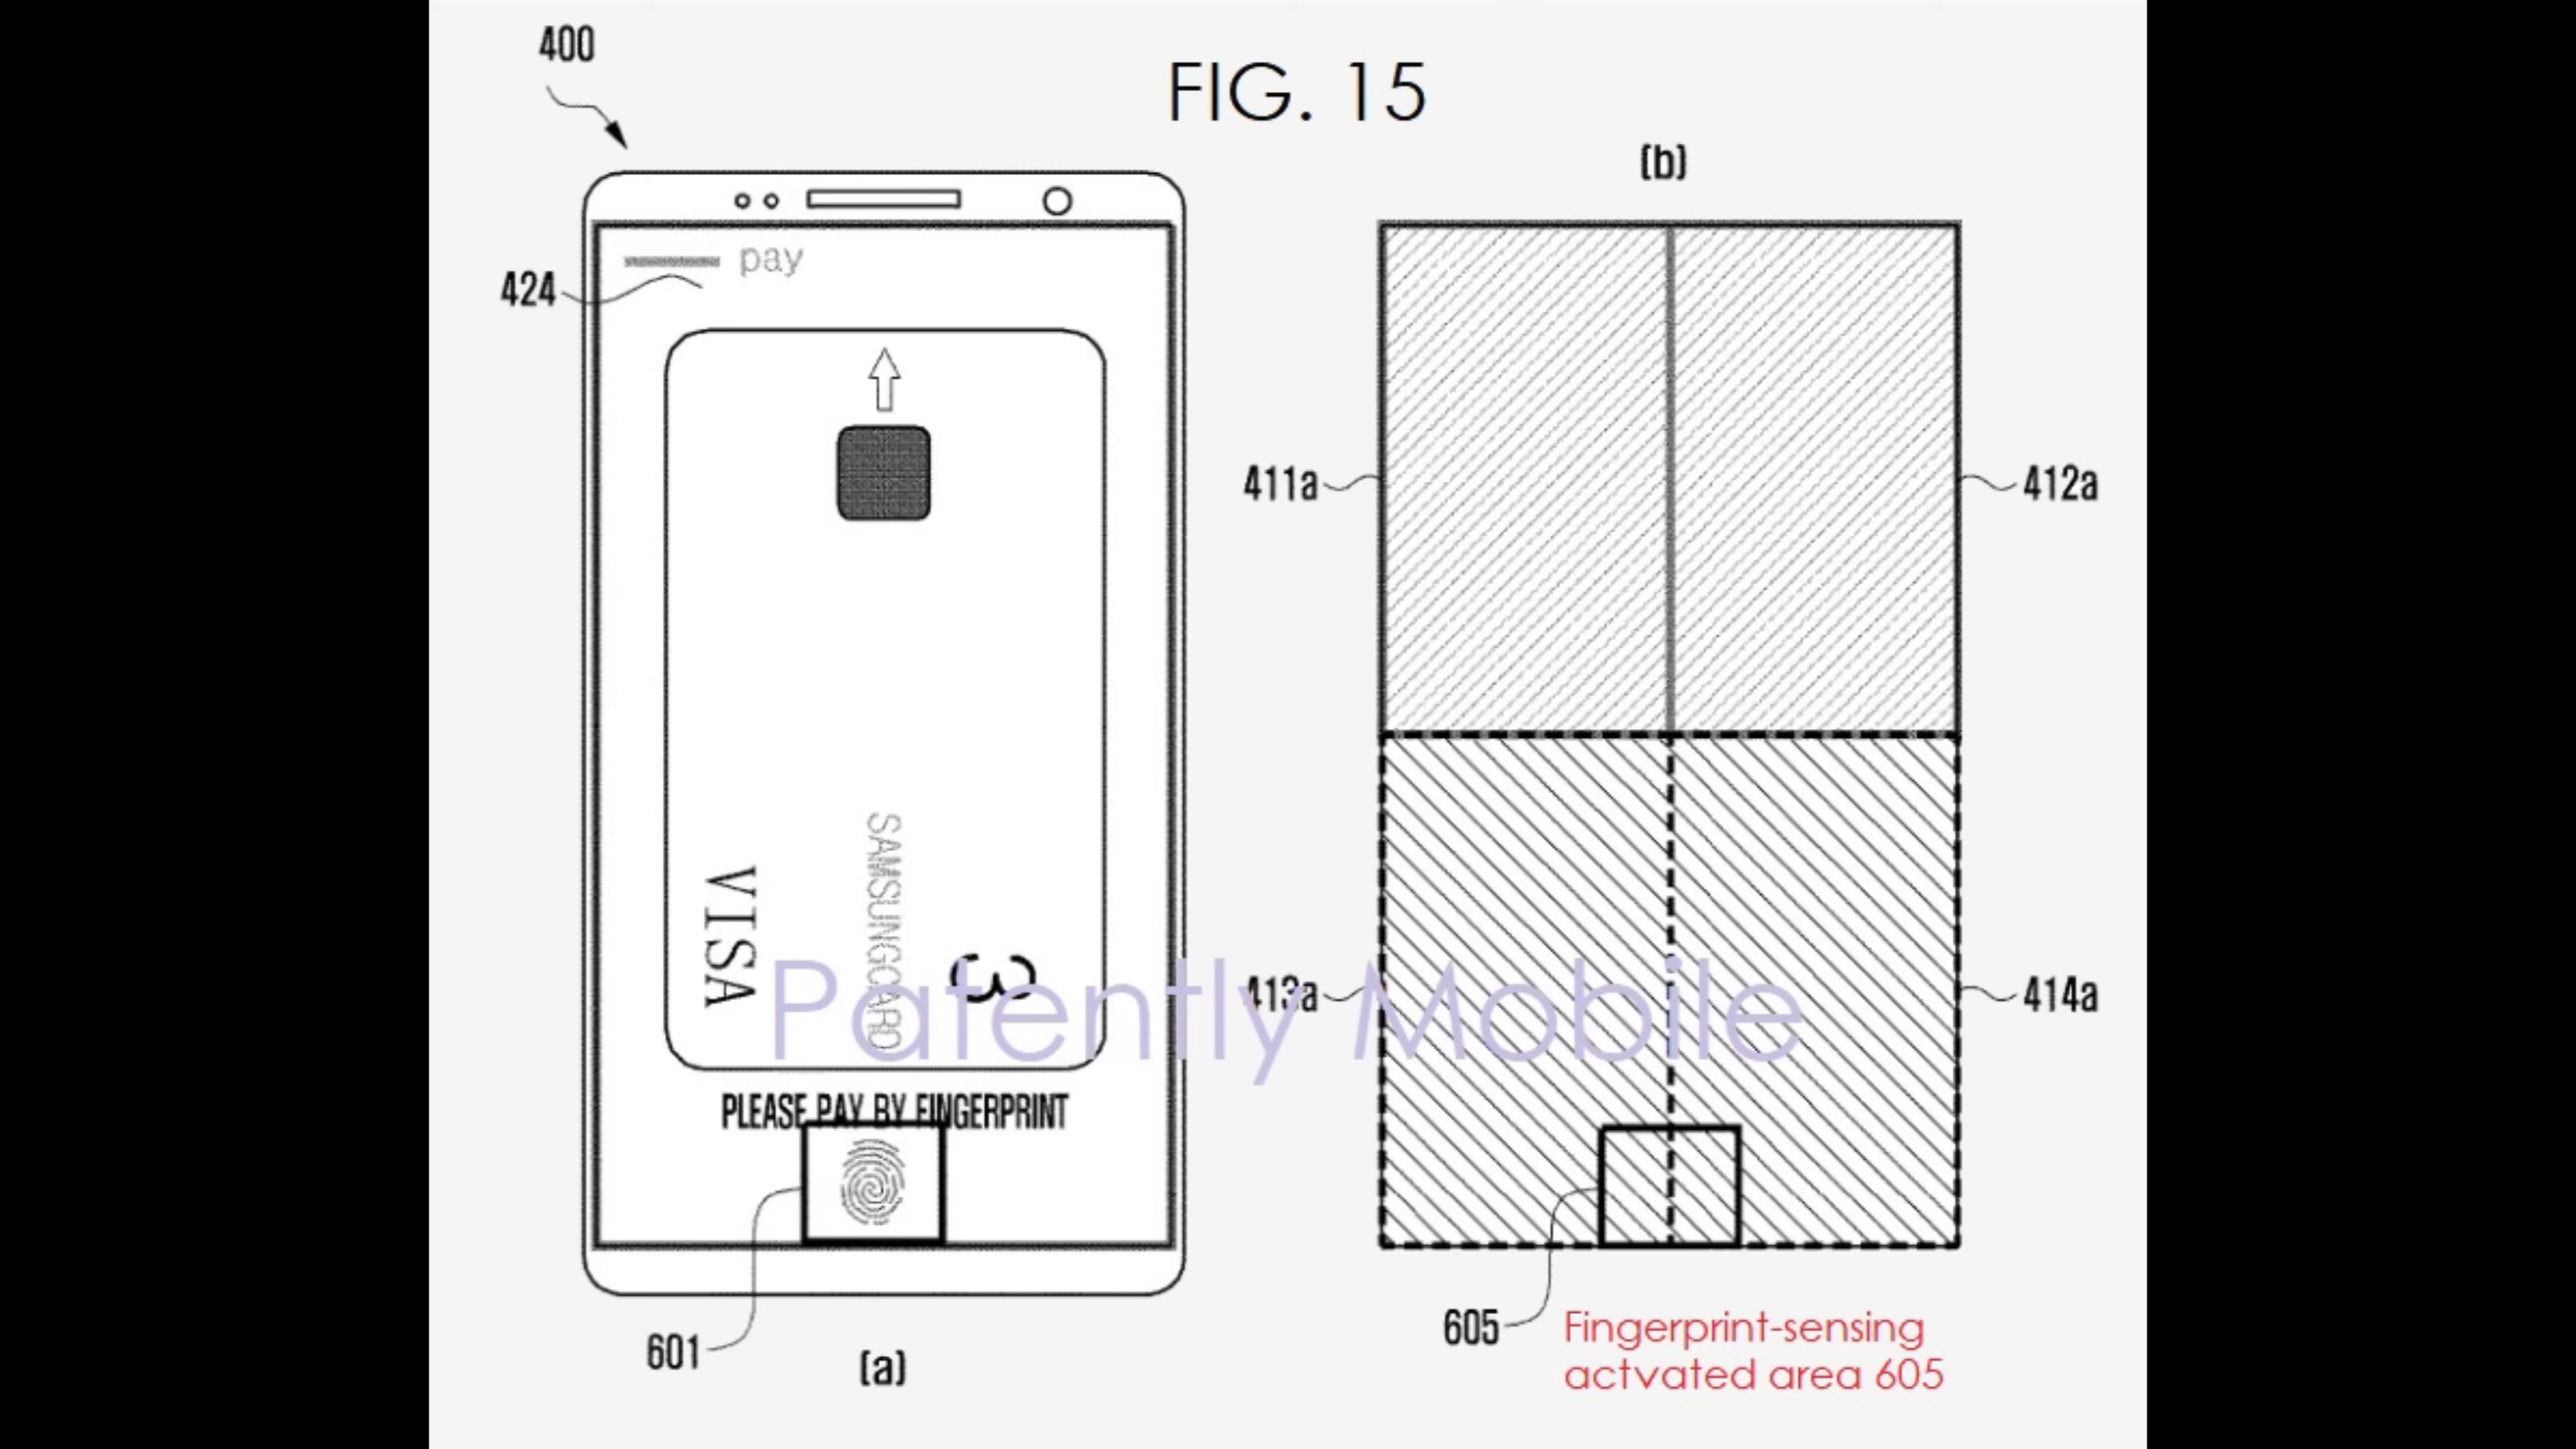 400
FIG. 15
(b)
pay
424
411a
412a
VISA
SAMSUNGCARD
3
413a
414a
Patently Mobile
PLEASE PAY BY FINGERPRINT
601
(a)
605
Fingerprint-sensing
actvated area 605